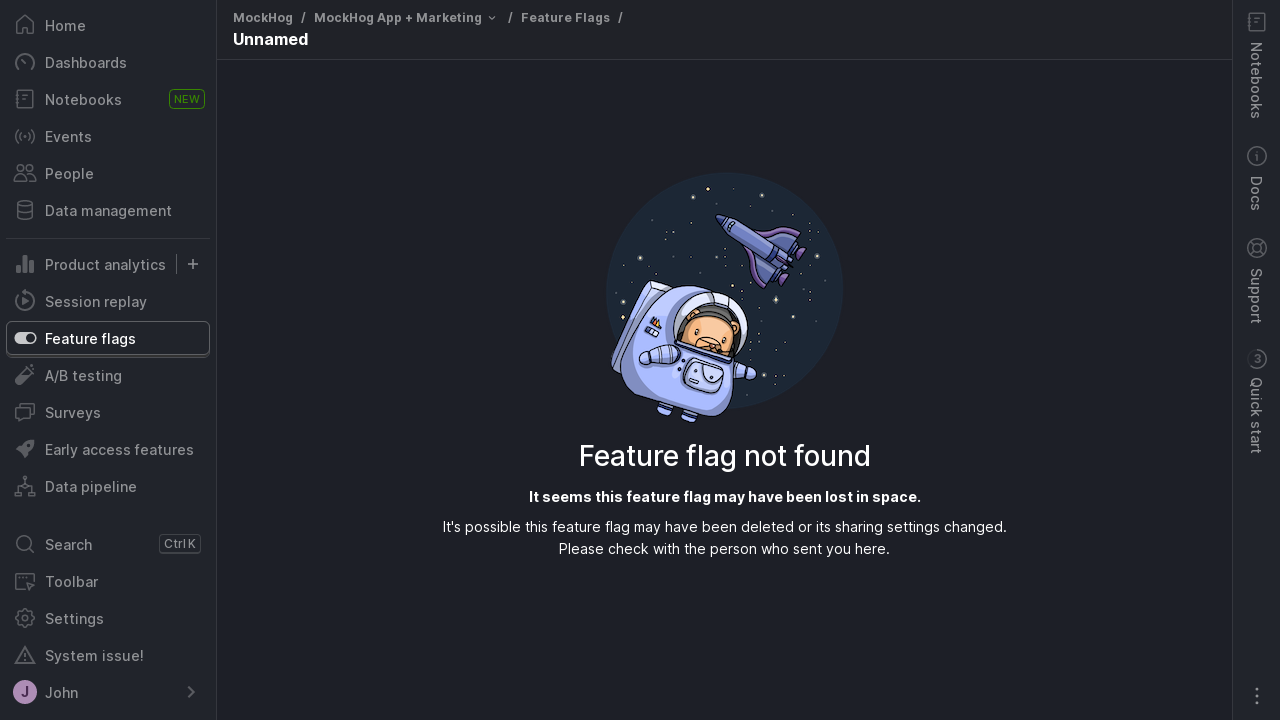 Home
Dashboards
Notebooks
NEW
Events
People
Data management
Product analytics
Session replay
Feature flags
A/B testing
Surveys
Early access features
Data pipeline
Search
Ctrl K
Toolbar
Settings
System issue!
J
John
MockHog / MockHog App + Marketing / Feature Flags /
Unnamed
Feature flag not found
It seems this feature flag may have been lost in space.
It's possible this feature flag may have been deleted or its sharing settings changed.
Please check with the person who sent you here.
Notebooks
Docs
Support
3
Quick start